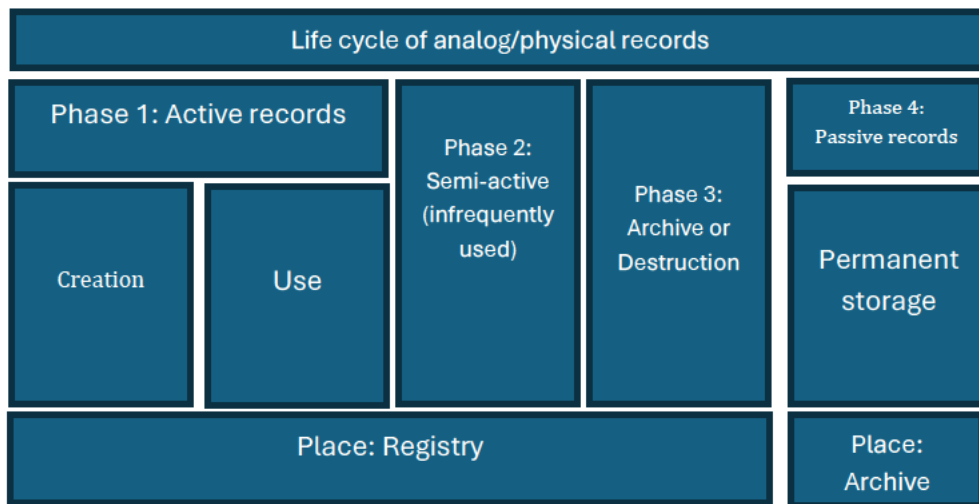 Life cycle of analog/physical records
Phase 1: Active records
Phase 2:
Semi-active
(infrequently
used)
Phase 3:
Archive or
Destruction
Phase 4:
Passive records
Creation
Use
Permanent
storage
Place: Registry
Place:
Archive